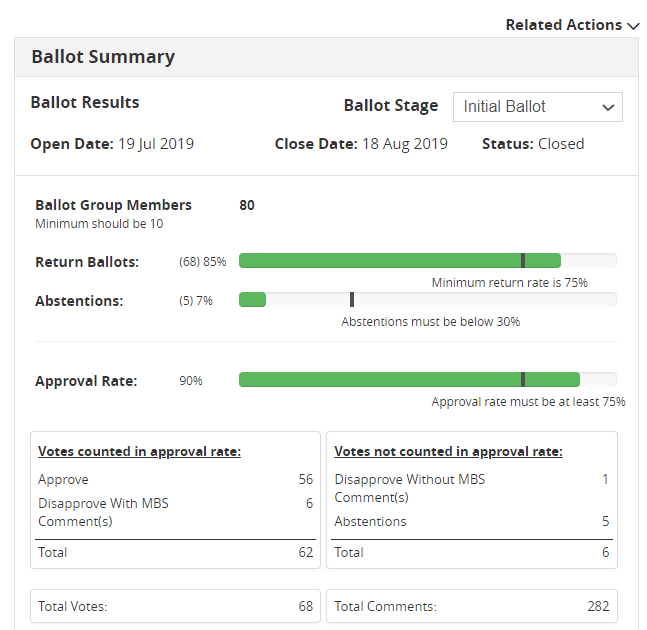 Related Actions
Ballot Summary
Ballot Results
Ballot Stage Initial Ballot
Open Date: 19 Jul 2019 Close Date: 18 Aug 2019 Status: Closed
Ballot Group Members 80
Minimum should be 10
Return Ballots: (68) 85%
Minimum return rate is 75%
Abstentions: (5) 7%
Abstentions must be below 30%
Approval Rate: 90%
Approval rate must be at least 75%
Votes counted in approval rate:
Approve 56
Disapprove With MBS 6
Comment(s)
Total 62
Votes not counted in approval rate:
Disapprove Without MBS 1
Comment(s)
Abstentions 5
Total 6
Total Votes: 68
Total Comments: 282